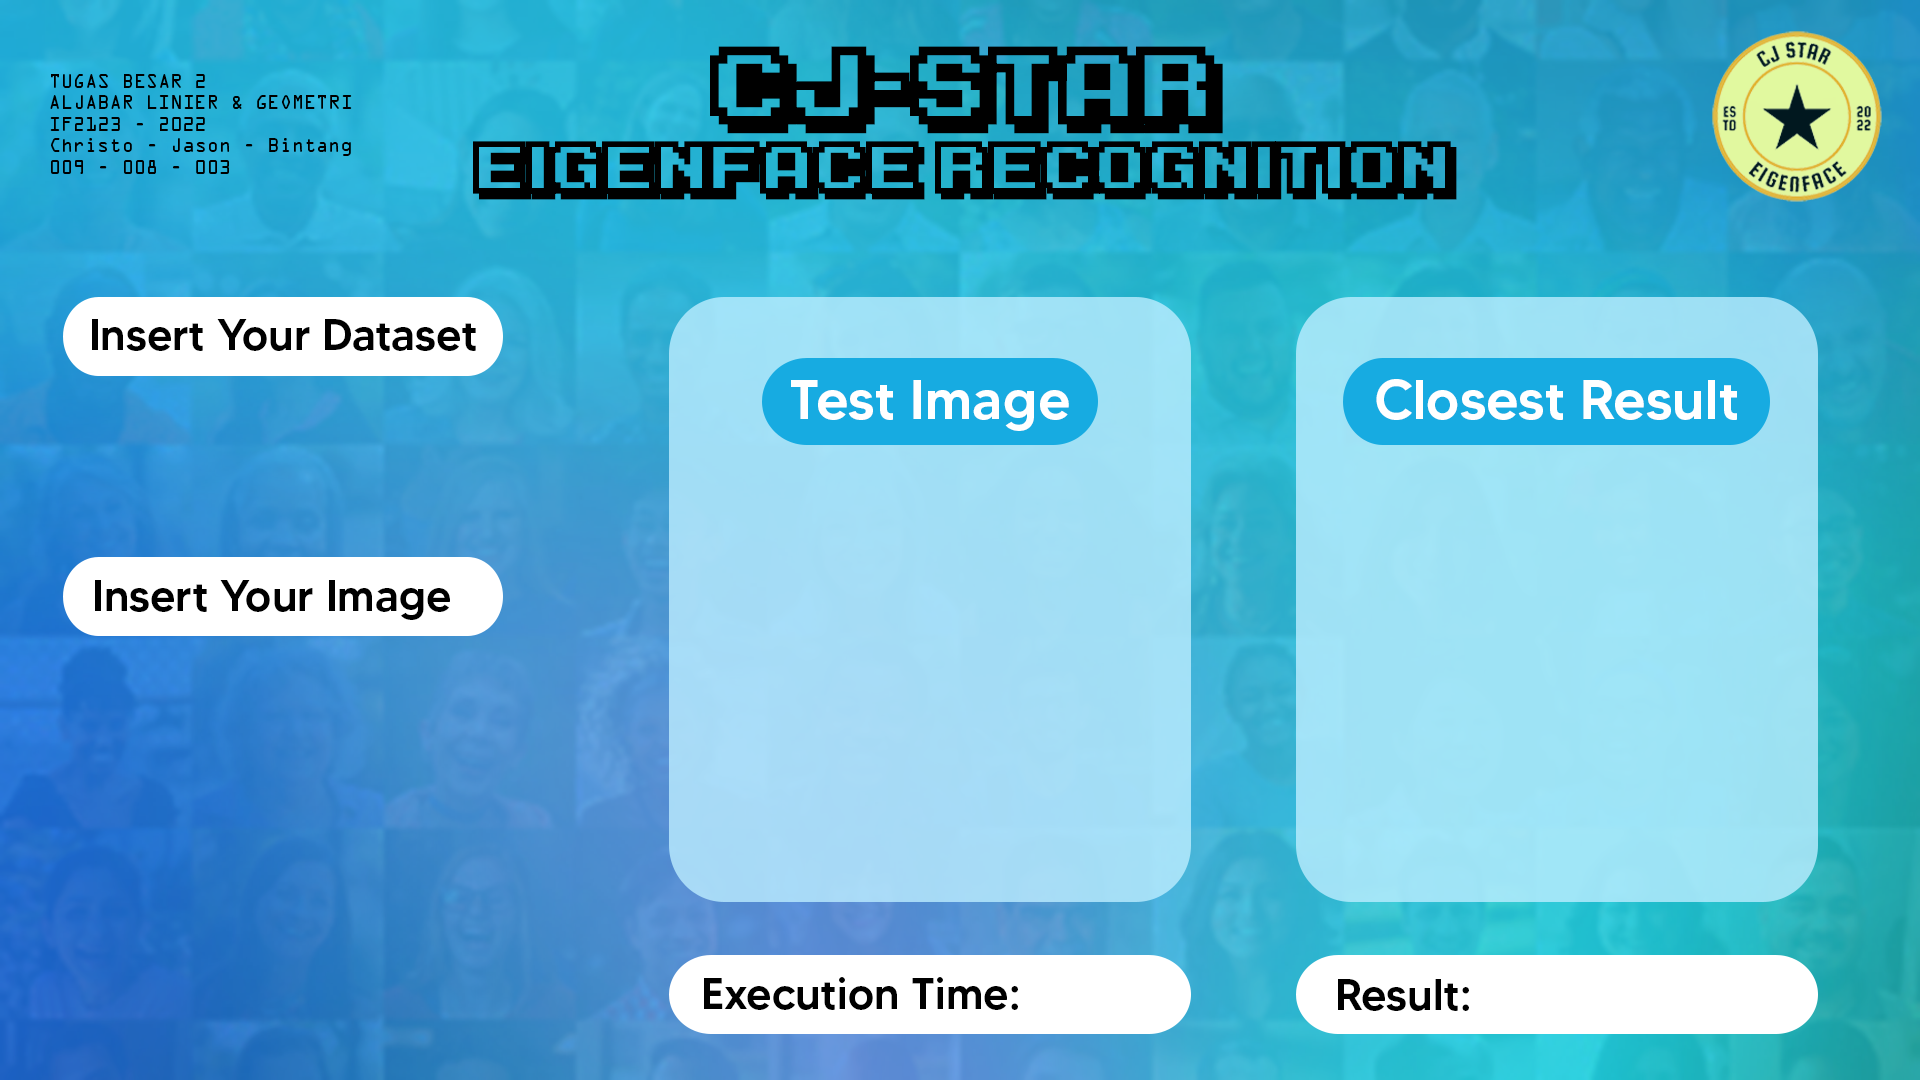 TUGAS BESAR 2
ALJABAR LINIER & GEOMETRI
IF2123 - 2022
Christo - Jason - Bintang
009 - 008 - 003
CJ-STAR
EIGENFACE RECOGNITION
CJ STAR
ES
TD
20
22
EIGENFACE
Insert Your Dataset
Insert Your Image
Test Image
Closest Result
Execution Time:
Result: